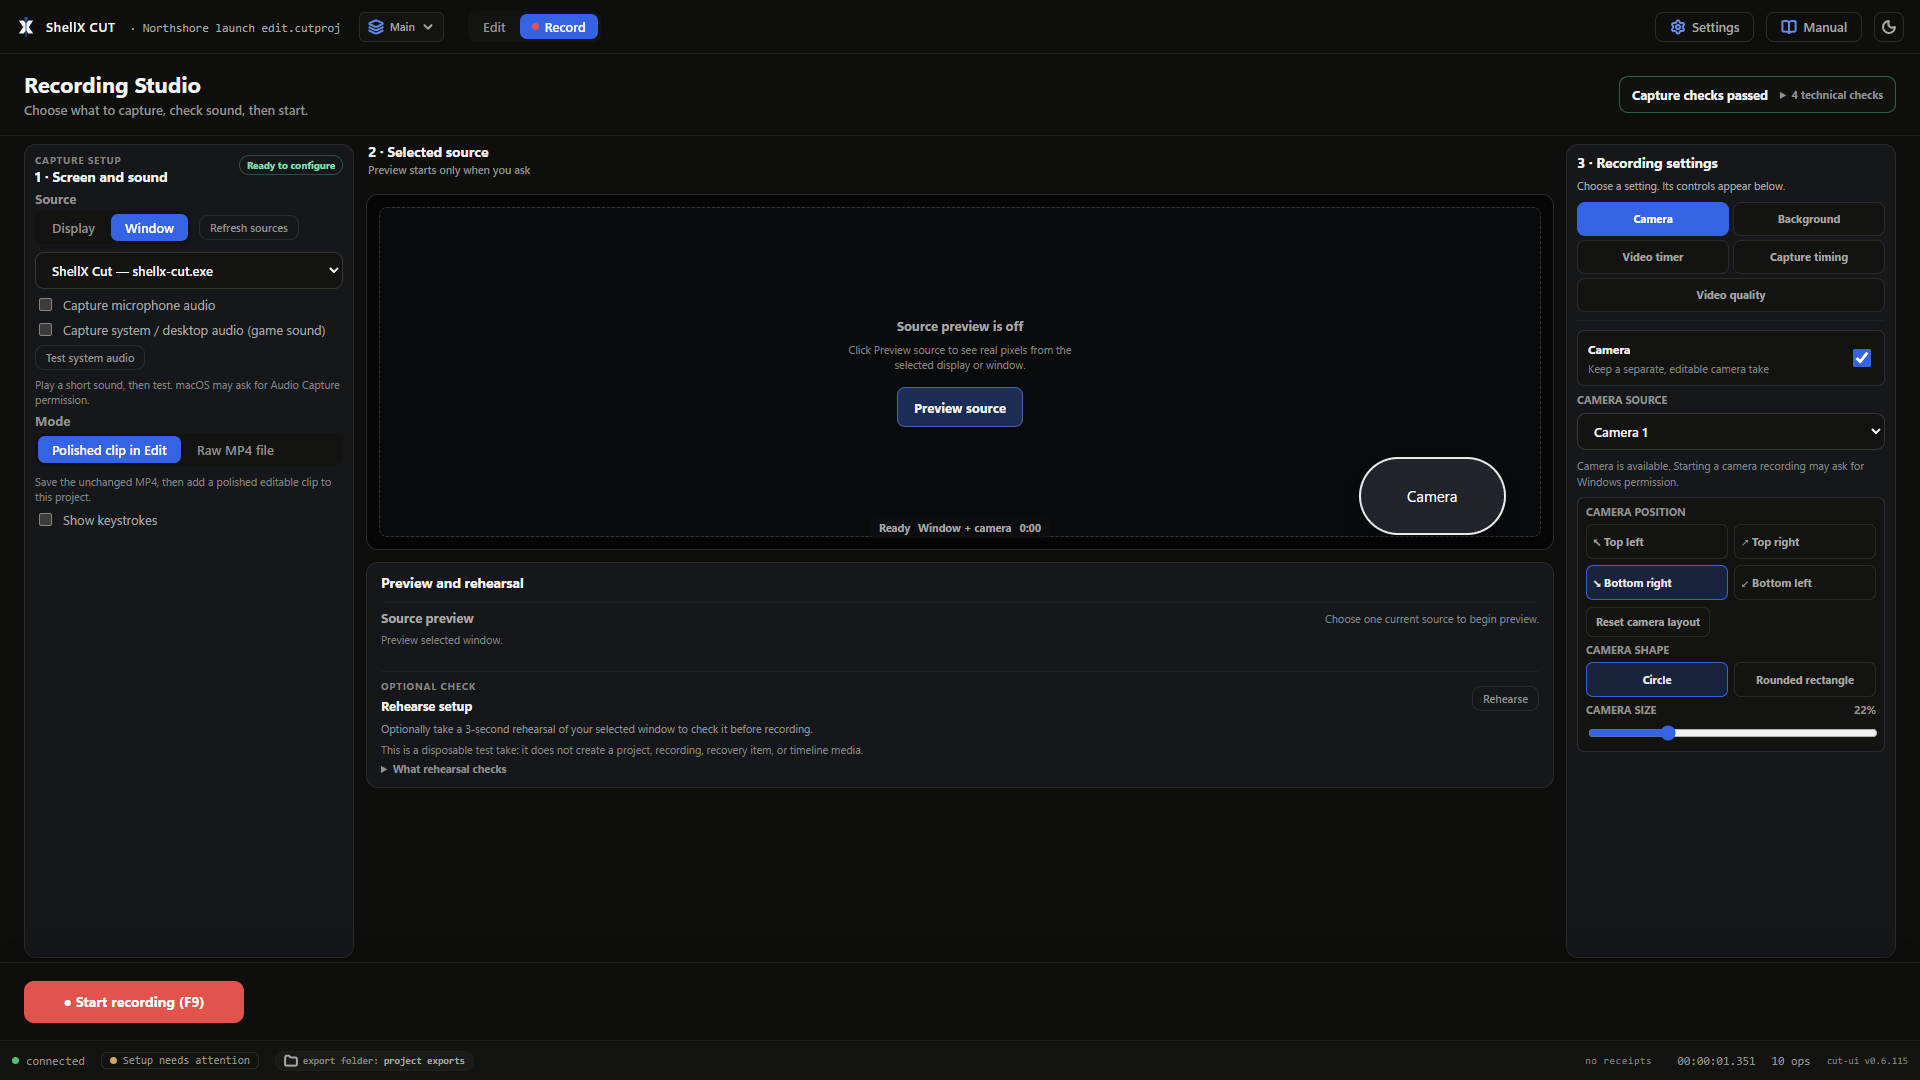 ShellX CUT · Northshore launch edit.cutproj Main Edit Record Settings Manual
Recording Studio
Choose what to capture, check sound, then start.
Capture checks passed ▶ 4 technical checks
CAPTURE SETUP
1 · Screen and sound
Ready to configure
Source
Display Window Refresh sources
ShellX Cut — shellx-cut.exe
Capture microphone audio
Capture system / desktop audio (game sound)
Test system audio
Play a short sound, then test. macOS may ask for Audio Capture
permission.
Mode
Polished clip in Edit Raw MP4 file
Save the unchanged MP4, then add a polished editable clip to
this project.
Show keystrokes
2 · Selected source
Preview starts only when you ask
Source preview is off
Click Preview source to see real pixels from the
selected display or window.
Preview source
Camera
Ready Window + camera 0:00
Preview and rehearsal
Source preview
Choose one current source to begin preview.
Preview selected window.
OPTIONAL CHECK
Rehearse setup
Rehearse
Optionally take a 3-second rehearsal of your selected window to check it before recording.
This is a disposable test take: it does not create a project, recording, recovery item, or timeline media.
▶ What rehearsal checks
3 · Recording settings
Choose a setting. Its controls appear below.
Camera Background
Video timer Capture timing
Video quality
Camera
Keep a separate, editable camera take
CAMERA SOURCE
Camera 1
Camera is available. Starting a camera recording may ask for
Windows permission.
CAMERA POSITION
↖ Top left ↗ Top right
↘ Bottom right ↙ Bottom left
Reset camera layout
CAMERA SHAPE
Circle Rounded rectangle
CAMERA SIZE 22%
● Start recording (F9)
connected Setup needs attention export folder: project exports no receipts 00:00:01.351 10 ops cut-ui v0.6.115